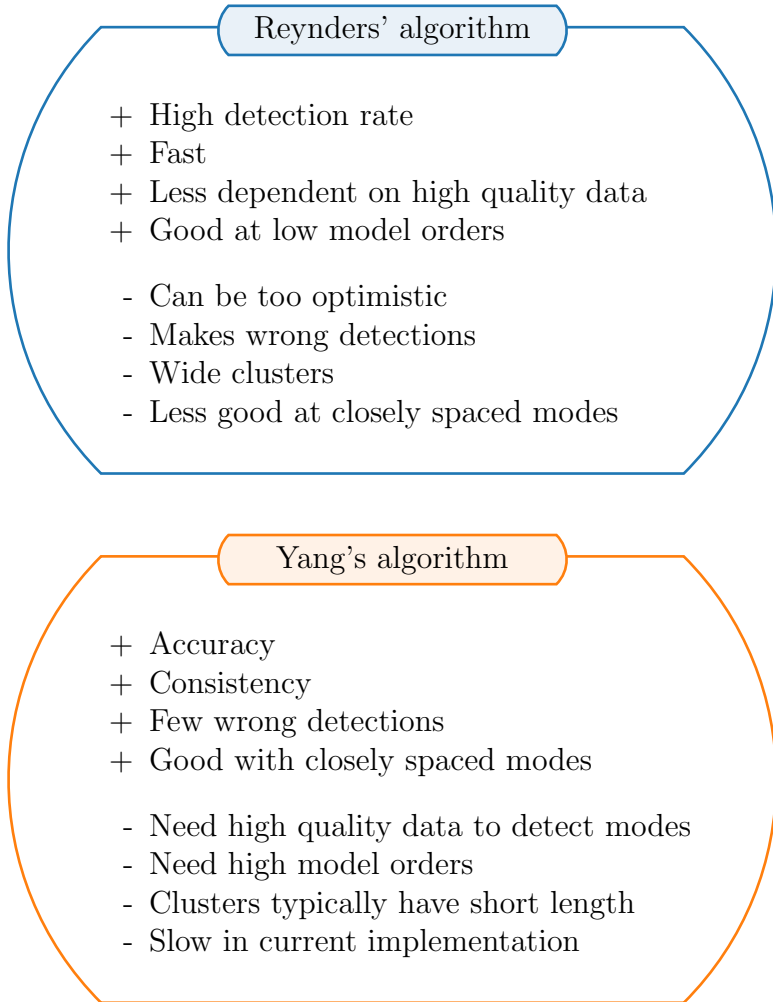 Reynders’ algorithm
+ High detection rate
+ Fast
+ Less dependent on high quality data
+ Good at low model orders
- Can be too optimistic
- Makes wrong detections
- Wide clusters
- Less good at closely spaced modes
Yang’s algorithm
+ Accuracy
+ Consistency
+ Few wrong detections
+ Good with closely spaced modes
- Need high quality data to detect modes
- Need high model orders
- Clusters typically have short length
- Slow in current implementation